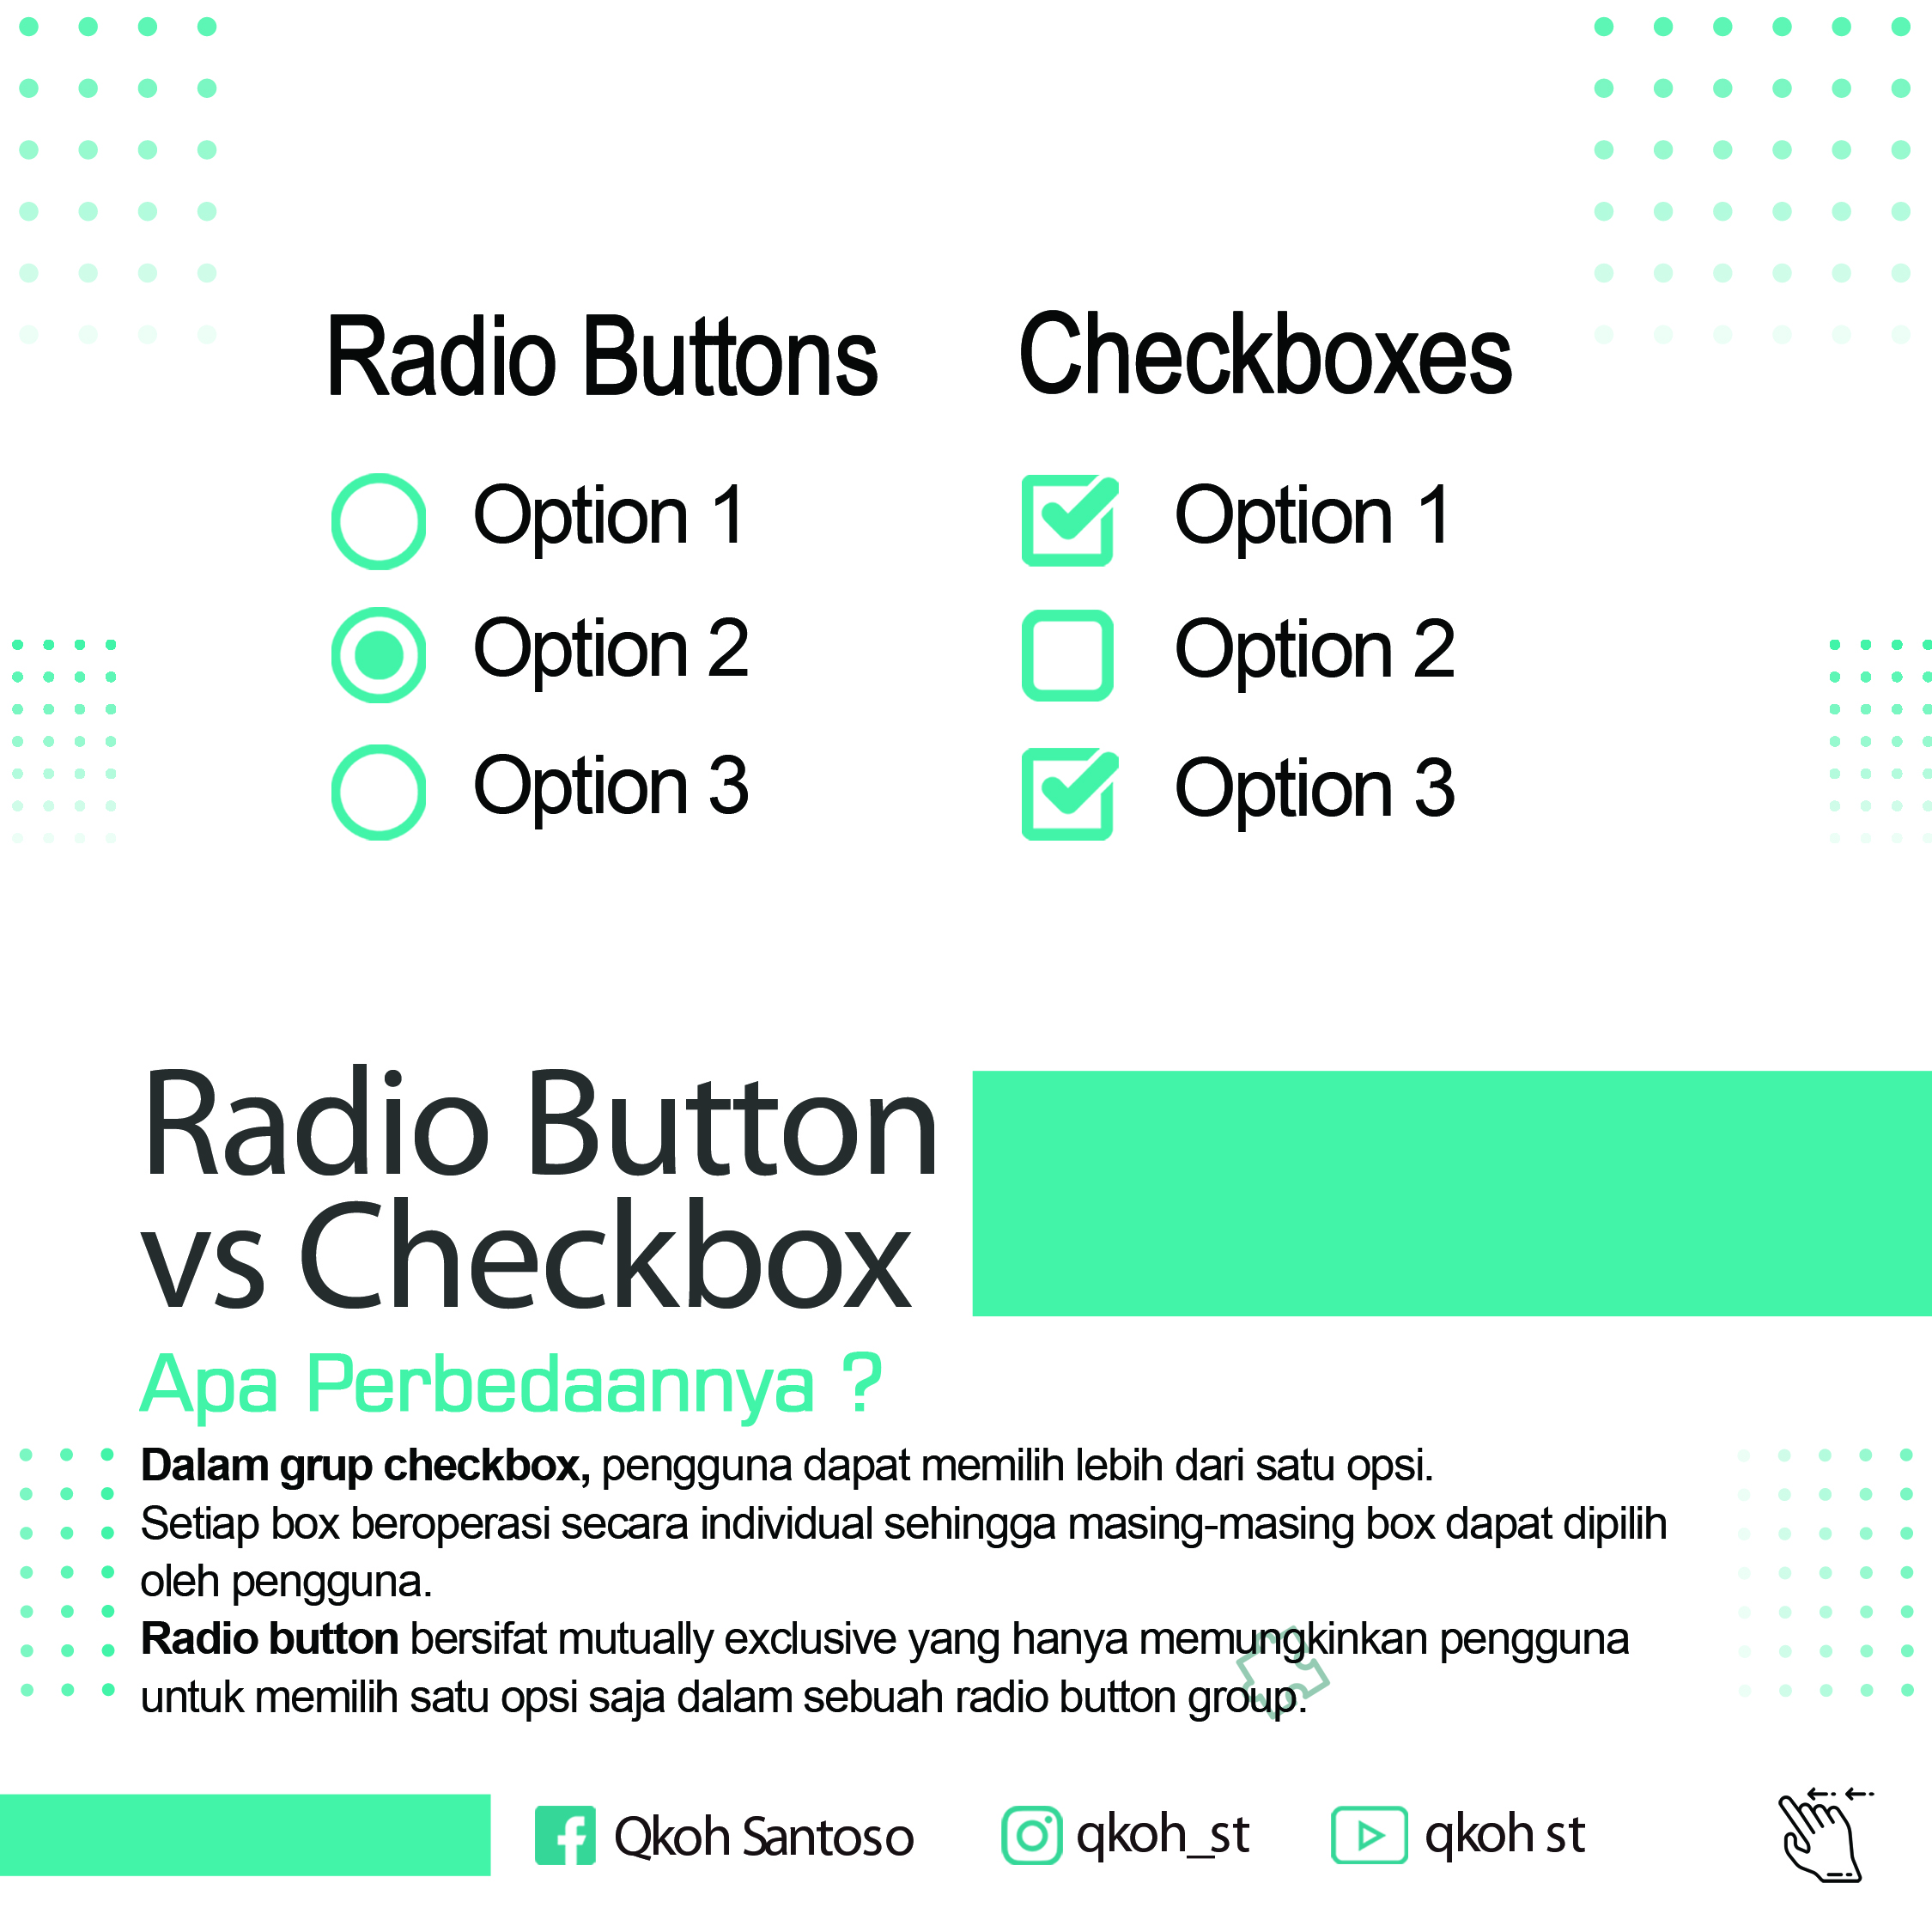 Radio Buttons
Option 1
Option 2
Option 3
Checkboxes
Option 1
Option 2
Option 3
Radio Button
vs Checkbox
Apa Perbedaannya ?
Dalam grup checkbox, pengguna dapat memilih lebih dari satu opsi.
Setiap box beroperasi secara individual sehingga masing-masing box dapat dipilih
oleh pengguna.
Radio button bersifat mutually exclusive yang hanya memungkinkan pengguna
untuk memilih satu opsi saja dalam sebuah radio button group.
Qkoh Santoso
qkoh_st
qkoh st